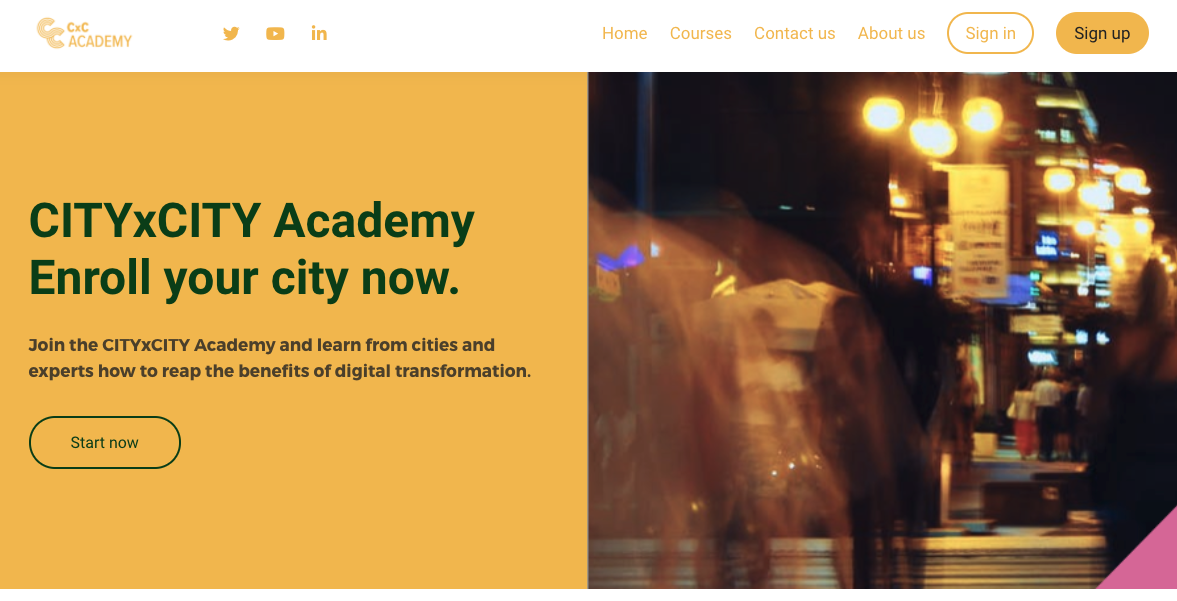 CxC
ACADEMY
Home
Courses
Contact us
About us
Sign in
Sign up
CITYxCITY Academy
Enroll your city now.
Join the CITYxCITY Academy and learn from cities and
experts how to reap the benefits of digital transformation.
Start now